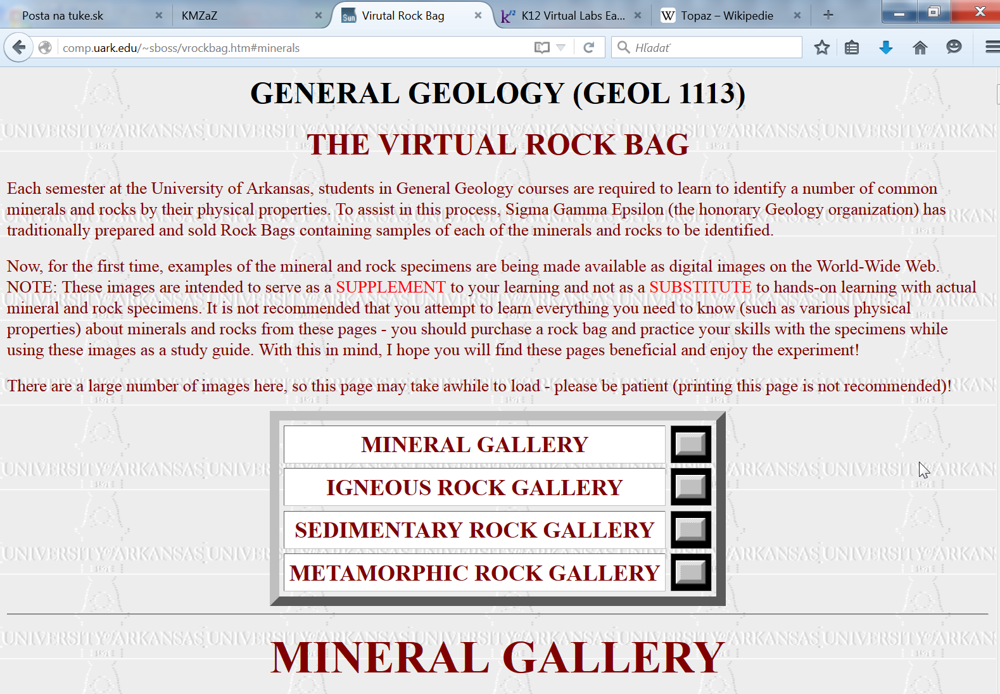 Posta na tuke.sk
KMZaZ
Sun
Virutal Rock Bag
k12
K12 Virtual Labs Ea...
W
Topaz – Wikipedie
comp.uark.edu/~sboss/vrockbag.htm#minerals
Hľadať
GENERAL GEOLOGY (GEOL 1113)
THE VIRTUAL ROCK BAG
Each semester at the University of Arkansas, students in General Geology courses are required to learn to identify a number of common
minerals and rocks by their physical properties. To assist in this process, Sigma Gamma Epsilon (the honorary Geology organization) has
traditionally prepared and sold Rock Bags containing samples of each of the minerals and rocks to be identified.
Now, for the first time, examples of the mineral and rock specimens are being made available as digital images on the World-Wide Web.
NOTE: These images are intended to serve as a SUPPLEMENT to your learning and not as a SUBSTITUTE to hands-on learning with actual
mineral and rock specimens. It is not recommended that you attempt to learn everything you need to know (such as various physical
properties) about minerals and rocks from these pages - you should purchase a rock bag and practice your skills with the specimens while
using these images as a study guide. With this in mind, I hope you will find these pages beneficial and enjoy the experiment!
There are a large number of images here, so this page may take awhile to load - please be patient (printing this page is not recommended)!
MINERAL GALLERY
IGNEOUS ROCK GALLERY
SEDIMENTARY ROCK GALLERY
METAMORPHIC ROCK GALLERY
UNIVERSITY of ARKANSAS
MINERAL GALLERY